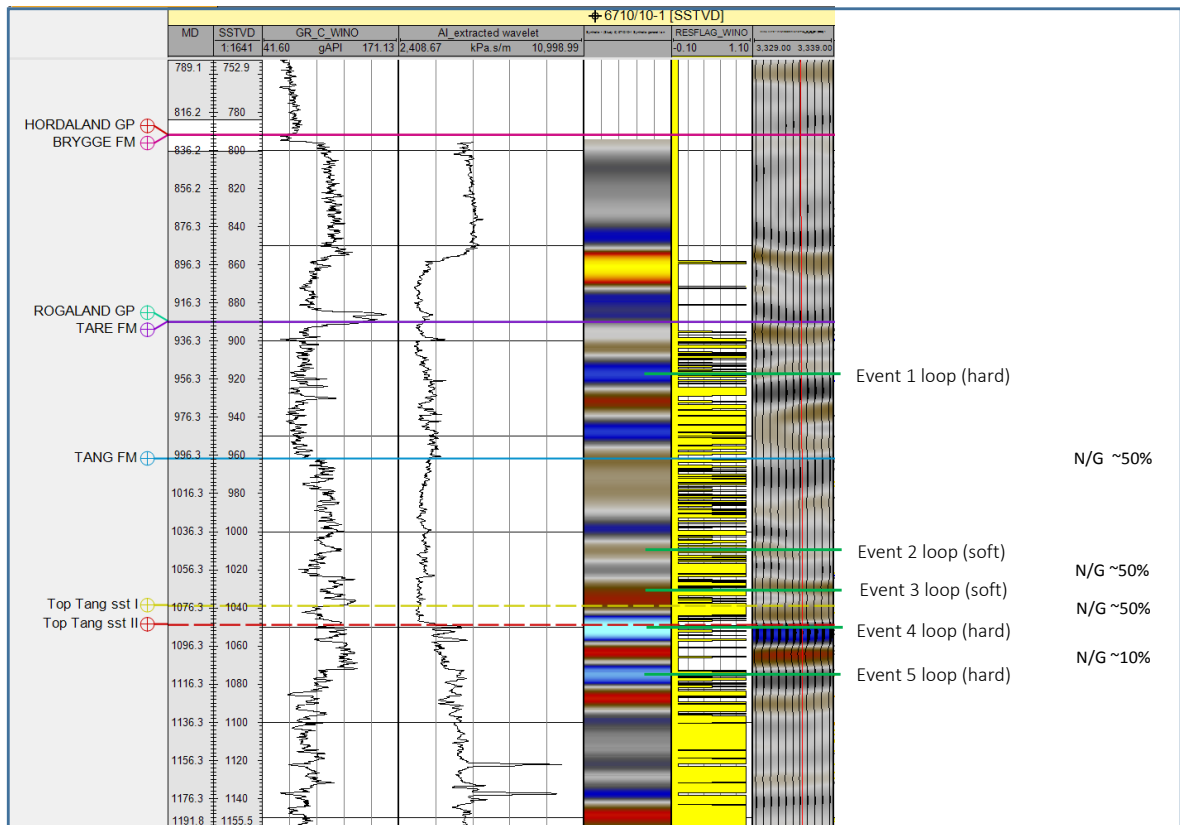 6710/10-1 [SSTVD]
MD SSTVD GR_C_WINO AI_extracted wavelet RESFLAG_WINO
1:1641 41.60 gAPI 171.13 2,408.67 kPa.s/m 10,998.99 -0.10 1.10 3,329.00 3,339.00
789.1 752.9
816.2 780
HORDALAND GP
BRYGGE FM
836.2 800
856.2 820
876.3 840
896.3 860
916.3 880
ROGALAND GP
TARE FM
936.3 900
956.3 920
Event 1 loop (hard)
976.3 940
TANG FM 996.3 960 N/G ~50%
1016.3 980
1036.3 1000
Event 2 loop (soft)
1056.3 1020 N/G ~50%
Event 3 loop (soft)
Top Tang sst I 1076.3 1040 N/G ~50%
Top Tang sst II
Event 4 loop (hard)
1096.3 1060 N/G ~10%
Event 5 loop (hard)
1116.3 1080
1136.3 1100
1156.3 1120
1176.3 1140
1191.8 1155.5